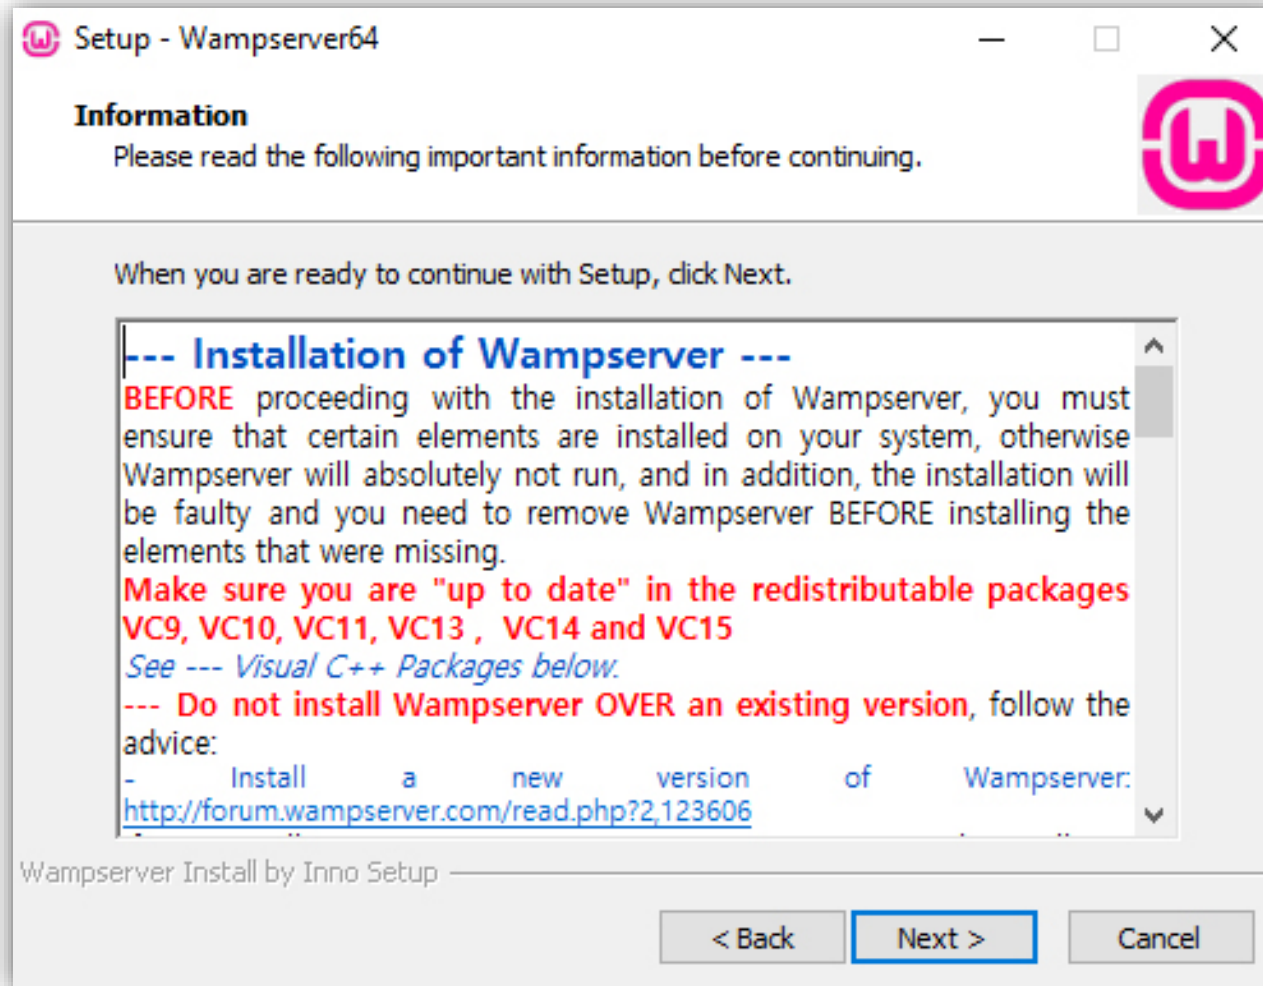 Setup - Wampserver64
Information
Please read the following important information before continuing.
When you are ready to continue with Setup, click Next.
--- Installation of Wampserver ---
BEFORE proceeding with the installation of Wampserver, you must
ensure that certain elements are installed on your system, otherwise
Wampserver will absolutely not run, and in addition, the installation will
be faulty and you need to remove Wampserver BEFORE installing the
elements that were missing.
Make sure you are "up to date" in the redistributable packages
VC9, VC10, VC11, VC13 , VC14 and VC15
See --- Visual C++ Packages below.
--- Do not install Wampserver OVER an existing version, follow the
advice:
- Install a new version of Wampserver:
http://forum.wampserver.com/read.php?2,123606
Wampserver Install by Inno Setup
< Back Next > Cancel